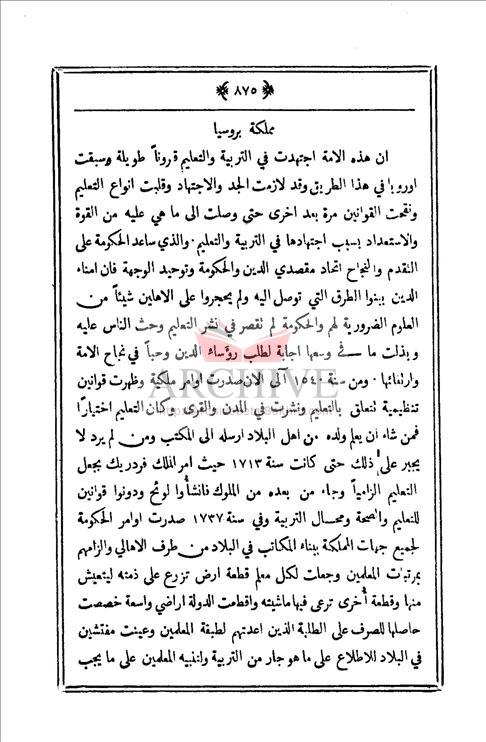 ﴿ ٨٧٥ ﴾
مملكة بروسيا
ان هذه الامة اجتهدت في التربية والتعليم قروناً طويلة وسبقت
اوروبا في هذا الطريق وقد لازمت الجد والاجتهاد وقلبت انواع التعليم
ونقحت القوانين مرة بعد اخرى حتى وصلت الى ما هي عليه من القوة
والاستعداد بسبب اجتهادها في التربية والتعليم. والذي ساعد الحكومة على
التقدم والنجاح اتحاد مقصدي الدين والحكومة وتوحيد الوجهة فان امناء
الدين بينوا الطرق التي توصل اليه ولم يحجروا على الاهلين شيئاً من
العلوم الضرورية لهم والحكومة لم تقصر في نشر التعليم وحث الناس عليه
وبذلت ما في وسعها اجابة لطلب رؤساء الدين وحباً في نجاح الامة
وارتقائها. ومن سنة ١٥٤٠ الى الان صدرت اوامر ملكية وظهرت قوانين
تنظيمية تتعلق بالتعليم ونشرت في المدن والقرى وكان التعليم اختيارًا
فمن شاء ان يعلم ولده من اهل البلاد ارسله الى المكتب ومن لم يرد لا
يجبر على ذلك حتى كانت سنة ١٧١٣ حيث امر الملك فردريك بجعل
التعليم الزامياً وجاء من بعده من الملوك فانشأوا لوائح ودونوا قوانين
للتعليم والصحة ومحال التربية وفي سنة ١٧٣٧ صدرت اوامر الحكومة
لجميع جهات المملكة ببناء المكاتب في البلاد من طرف الاهالي والزامهم
بمرتبات المعلمين وجعلت لكل معلم قطعة ارض تزرع على ذمته ليتعيش
منها وقطعة أخرى ترعى فيها ماشيته واقطعت الدولة اراضي واسعة خصصت
حاصلها للصرف على الطلبة الذين اعدتهم لطبقة المعلمين وعينت مفتشين
في البلاد للاطلاع على ما هو جار من التربية ولتنبيه المعلمين على ما يجب
ARCHIVE